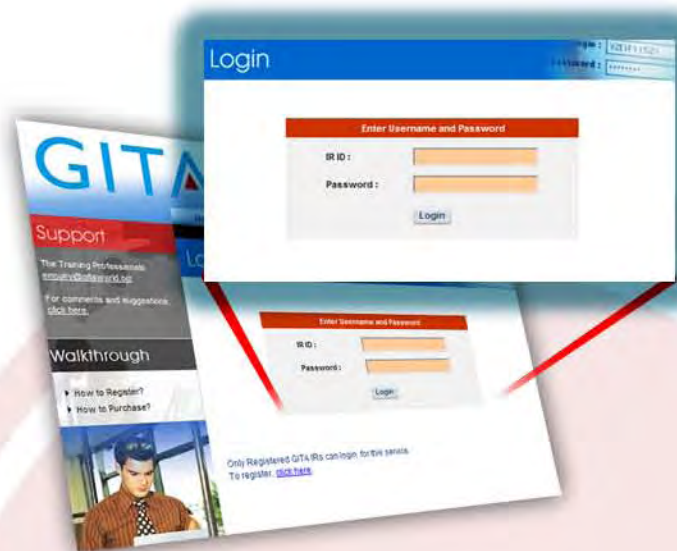 Login
Enter Username and Password
IR ID :
Password :
Login
GITA
Support
The Training Professionals
For comments and suggestions,
click here.
Walkthrough
How to Register?
How to Purchase?
Enter Username and Password
IR ID :
Password :
Login
Only Registered GITA IRs can login for this service.
To register, click here.